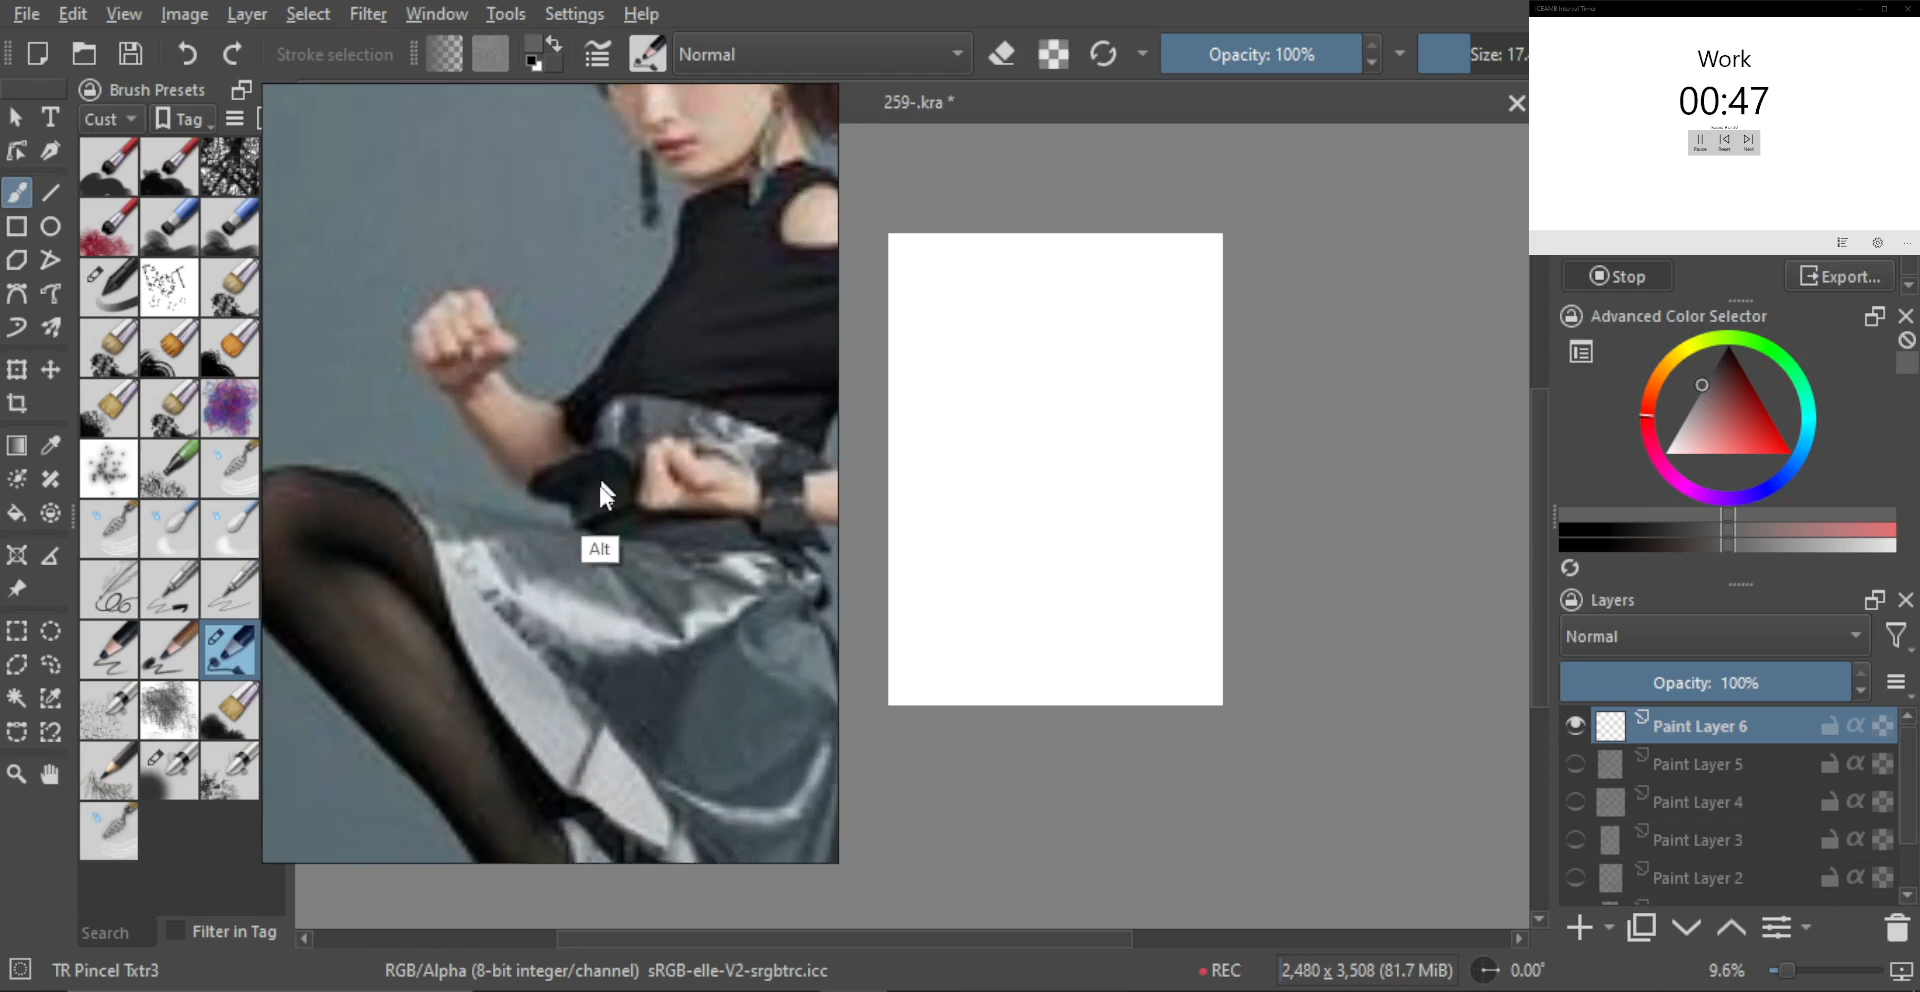 File Edit View Image Layer Select Filter Window Tools Settings Help
ICEAMB Interval Timer
Stroke selection
Normal
Opacity: 100%
Size: 17.
Work
00:47
Pause Reset Next
Brush Presets
259-.kra *
Cust
Tag
Stop
Export...
Advanced Color Selector
Alt
Layers
Normal
Opacity: 100%
Paint Layer 6
Paint Layer 5
Paint Layer 4
Paint Layer 3
Paint Layer 2
Search
Filter in Tag
TR Pincel Txtr3
RGB/Alpha (8-bit integer/channel) sRGB-elle-V2-srgbtrc.icc
REC
2,480 x 3,508 (81.7 MiB)
0.00°
9.6%